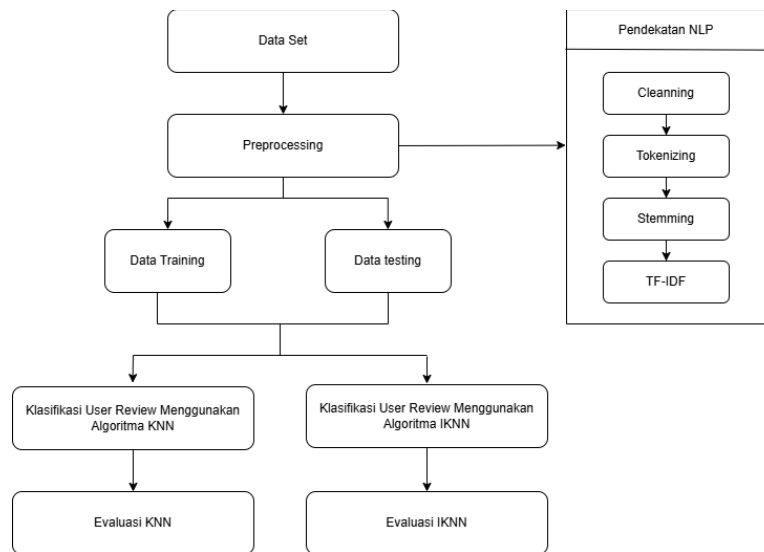 Data Set
Pendekatan NLP
Cleanning
Preprocessing
Tokenizing
Stemming
Data Training
Data testing
TF-IDF
Klasifikasi User Review Menggunakan
Algoritma KNN
Klasifikasi User Review Menggunakan
Algoritma IKNN
Evaluasi KNN
Evaluasi IKNN